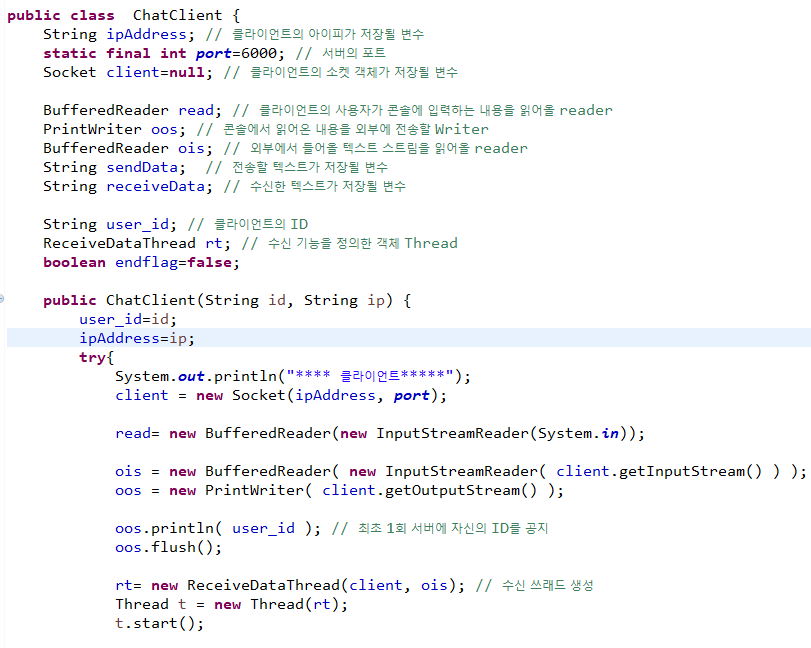 public class  ChatClient {
    String ipAddress; // 클라이언트의 아이피가 저장될 변수
    static final int port=6000; // 서버의 포트
    Socket client=null; // 클라이언트의 소켓 객체가 저장될 변수

    BufferedReader read; // 클라이언트의 사용자가 콘솔에 입력하는 내용을 읽어올 reader
    PrintWriter oos; // 콘솔에서 읽어온 내용을 외부에 전송할 Writer
    BufferedReader ois; // 외부에서 들어올 텍스트 스트림을 읽어올 reader
    String sendData;  // 전송할 텍스트가 저장될 변수
    String receiveData; // 수신한 텍스트가 저장될 변수

    String user_id; // 클라이언트의 ID
    ReceiveDataThread rt; // 수신 기능을 정의한 객체 Thread
    boolean endflag=false;

    public ChatClient(String id, String ip) {
        user_id=id;
        ipAddress=ip;
        try{
            System.out.println("**** 클라이언트*****");
            client = new Socket(ipAddress, port);

            read= new BufferedReader(new InputStreamReader(System.in));

            ois = new BufferedReader( new InputStreamReader( client.getInputStream() ) );
            oos = new PrintWriter( client.getOutputStream() );

            oos.println( user_id ); // 최초 1회 서버에 자신의 ID를 공지
            oos.flush();

            rt= new ReceiveDataThread(client, ois); // 수신 쓰래드 생성
            Thread t = new Thread(rt);
            t.start();